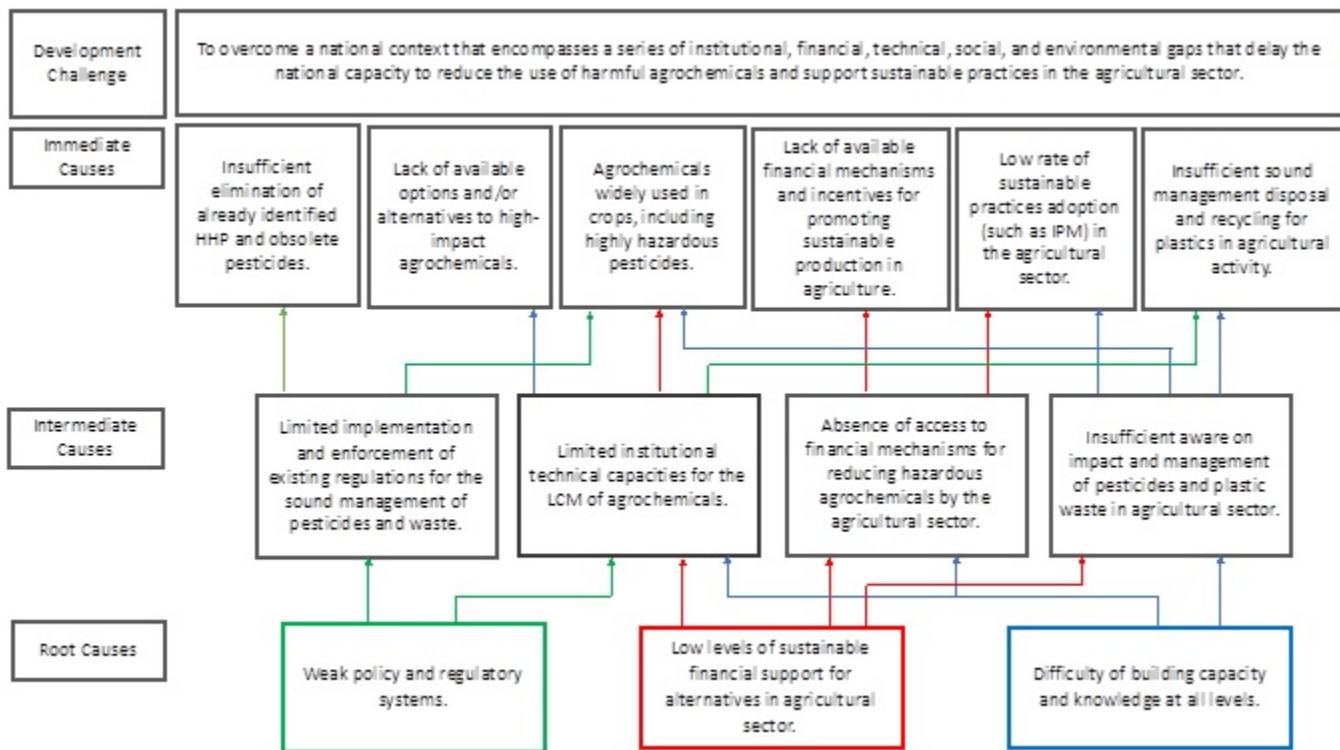 Development
Challenge
To overcome a national context that encompasses a series of institutional, financial, technical, social, and environmental gaps that delay the
national capacity to reduce the use of harmful agrochemicals and support sustainable practices in the agricultural sector.
Immediate
Causes
Insufficient
elimination of
already identified
HHP and obsolete
pesticides.
Lack of available
options and/or
alternatives to high-
impact
agrochemicals.
Agrochemicals
widely used in
crops, including
highly hazardous
pesticides.
Lack of available
financial mechanisms
and incentives for
promoting
sustainable
production in
agriculture.
Low rate of
sustainable
practices adoption
(such as IPM) in
the agricultural
sector.
Insufficient sound
management disposal
and recycling for
plastics in agricultural
activity.
Intermediate
Causes
Limited implementation
and enforcement of
existing regulations for the
sound management of
pesticides and waste.
Limited institutional
technical capacities for the
LCM of agrochemicals.
Absence of access to
financial mechanisms for
reducing hazardous
agrochemicals by the
agricultural sector.
Insufficient aware on
impact and management
of pesticides and plastic
waste in agricultural sector.
Root Causes
Weak policy and regulatory
systems.
Low levels of sustainable
financial support for
alternatives in agricultural
sector.
Difficulty of building capacity
and knowledge at all levels.